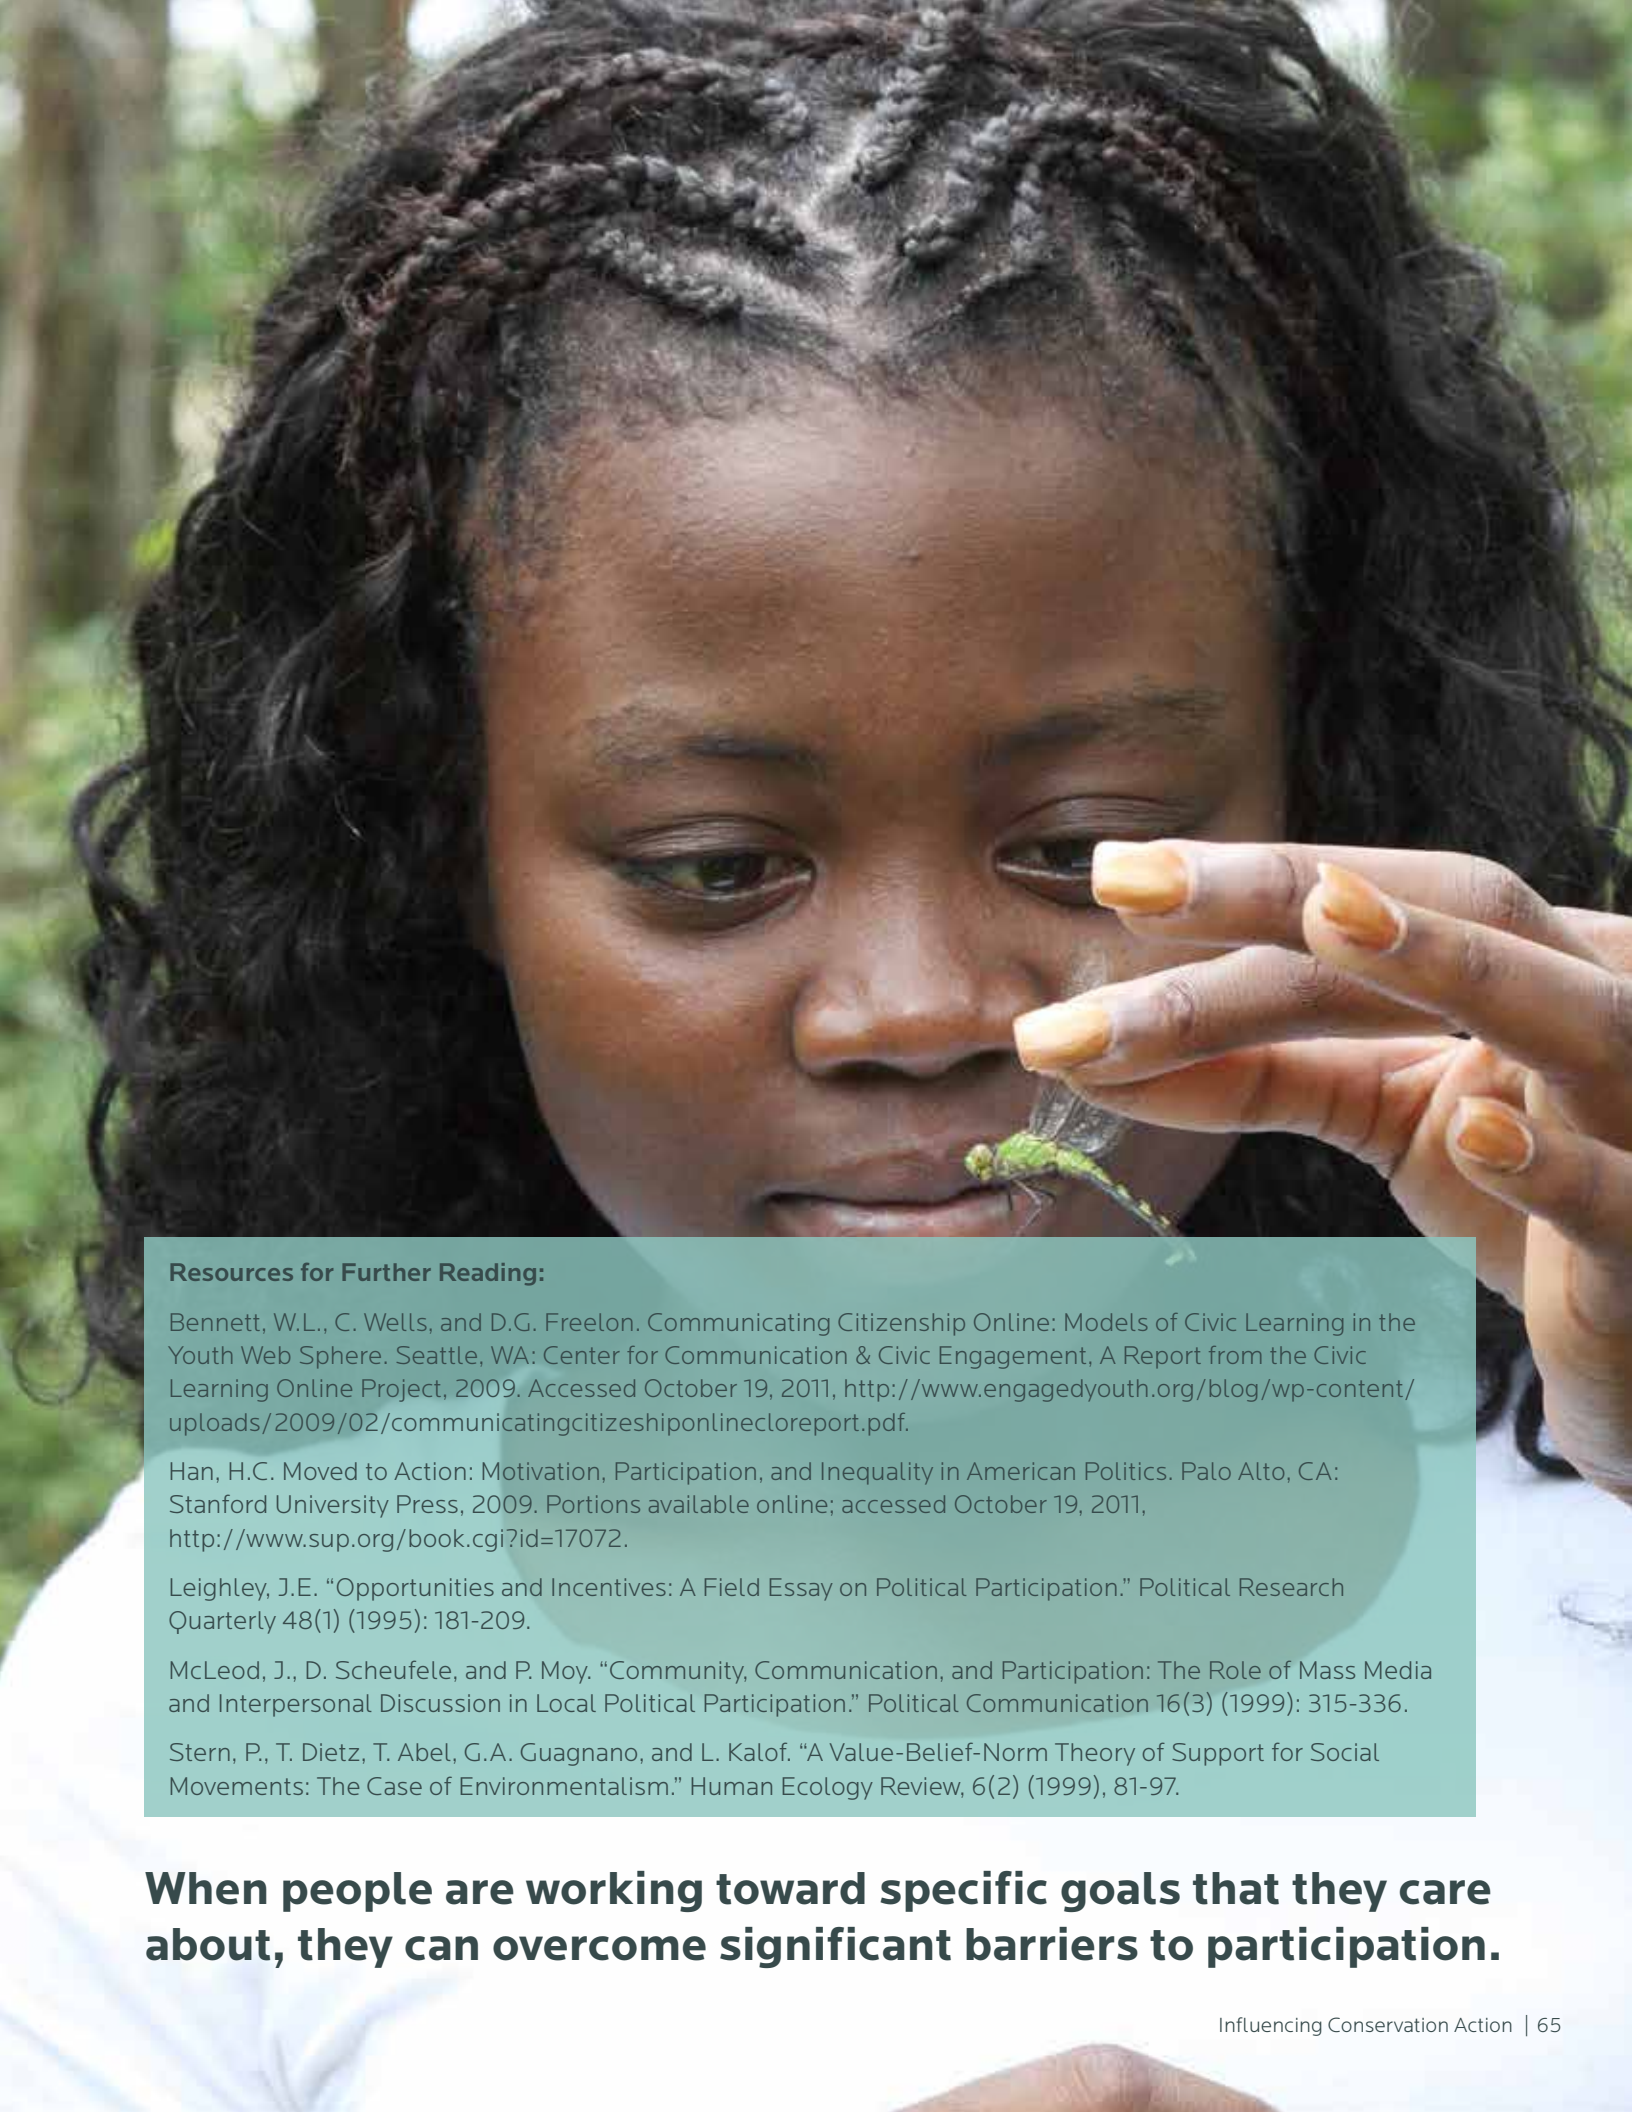 Resources for Further Reading:
Bennett, W.L., C. Wells, and D.G. Freelon. Communicating Citizenship Online: Models of Civic Learning in the
Youth Web Sphere. Seattle, WA: Center for Communication & Civic Engagement, A Report from the Civic
Learning Online Project, 2009. Accessed October 19, 2011, http://www.engagedyouth.org/blog/wp-content/
uploads/2009/02/communicatingcitizeshiponlinecloreport.pdf.
Han, H.C. Moved to Action: Motivation, Participation, and Inequality in American Politics. Palo Alto, CA:
Stanford University Press, 2009. Portions available online; accessed October 19, 2011,
http://www.sup.org/book.cgi?id=17072.
Leighley, J.E. “Opportunities and Incentives: A Field Essay on Political Participation.” Political Research
Quarterly 48(1) (1995): 181-209.
McLeod, J., D. Scheufele, and P. Moy. “Community, Communication, and Participation: The Role of Mass Media
and Interpersonal Discussion in Local Political Participation.” Political Communication 16(3) (1999): 315-336.
Stern, P., T. Dietz, T. Abel, G.A. Guagnano, and L. Kalof. “A Value-Belief-Norm Theory of Support for Social
Movements: The Case of Environmentalism.” Human Ecology Review, 6(2) (1999), 81-97.
When people are working toward specific goals that they care
about, they can overcome significant barriers to participation.
Influencing Conservation Action | 65